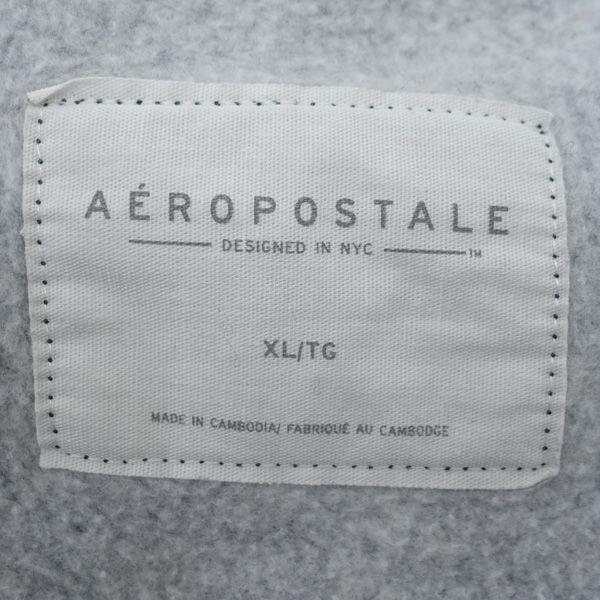 AÉROPOSTALE
DESIGNED IN NYC ™
XL/TG
MADE IN CAMBODIA/ FABRIQUÉ AU CAMBODGE